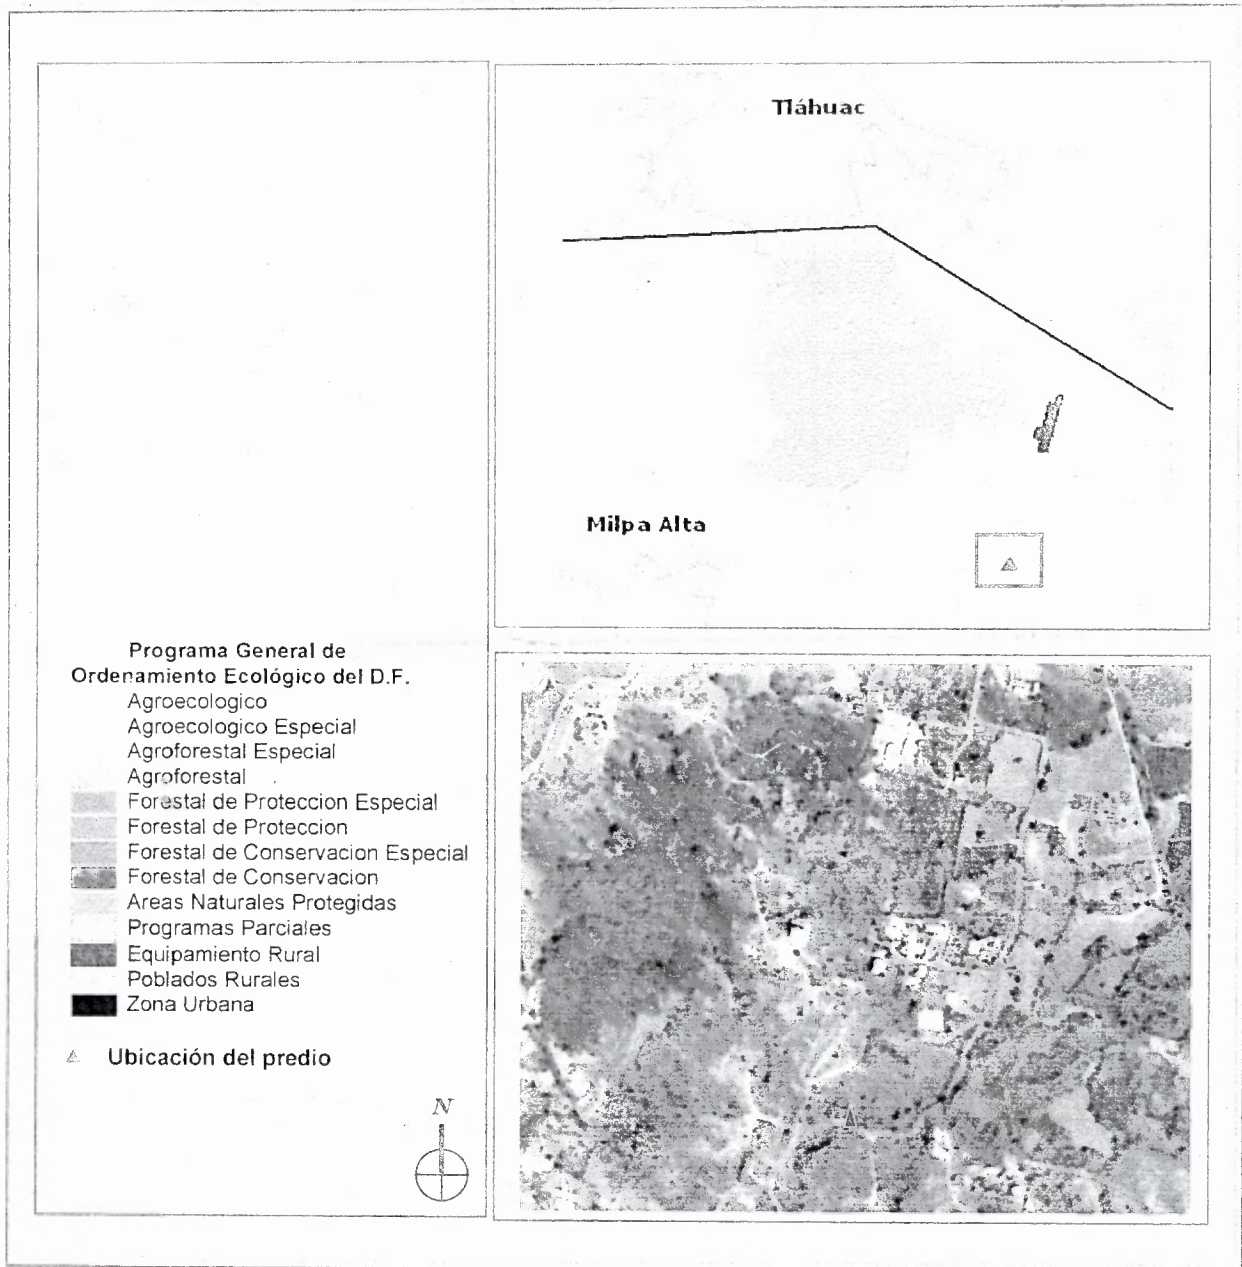 Tláhuac
Milpa Alta
Programa General de
Ordenamiento Ecológico del D.F.
Agroecologico
Agroecologico Especial
Agroforestal Especial
Agroforestal
Forestal de Proteccion Especial
Forestal de Proteccion
Forestal de Conservacion Especial
Forestal de Conservacion
Areas Naturales Protegidas
Programas Parciales
Equipamiento Rural
Poblados Rurales
Zona Urbana
Ubicación del predio
N